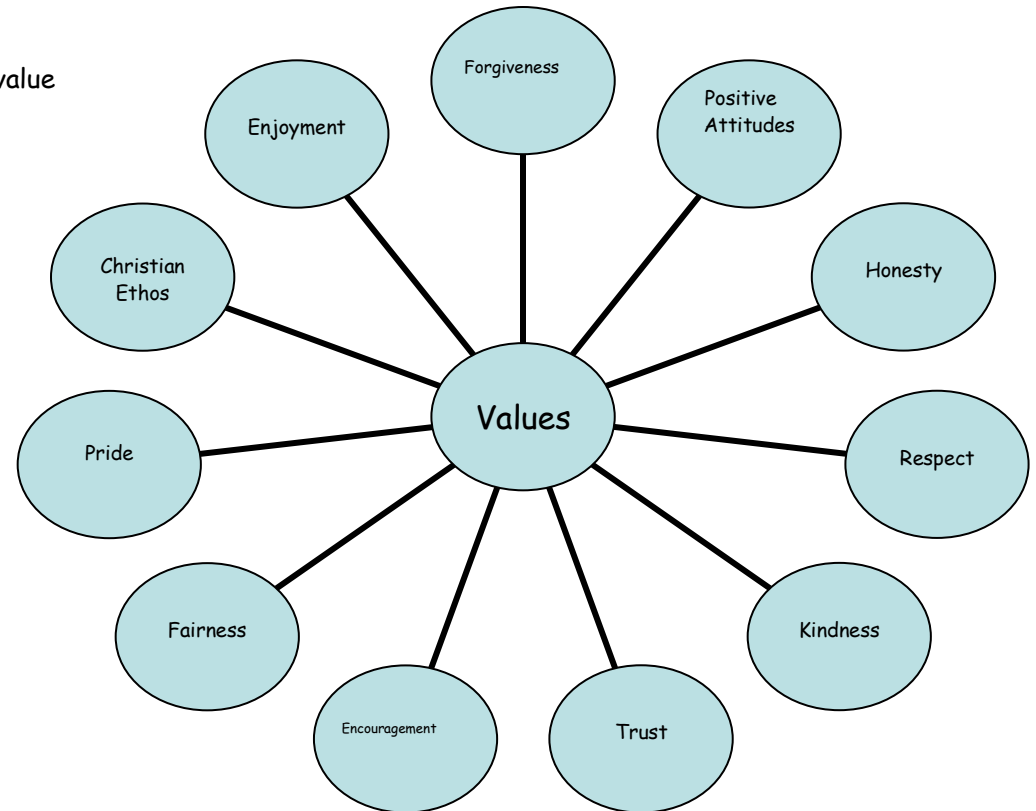 value
Forgiveness
Positive
Attitudes
Enjoyment
Honesty
Christian
Ethos
Values
Pride
Respect
Fairness
Kindness
Encouragement
Trust